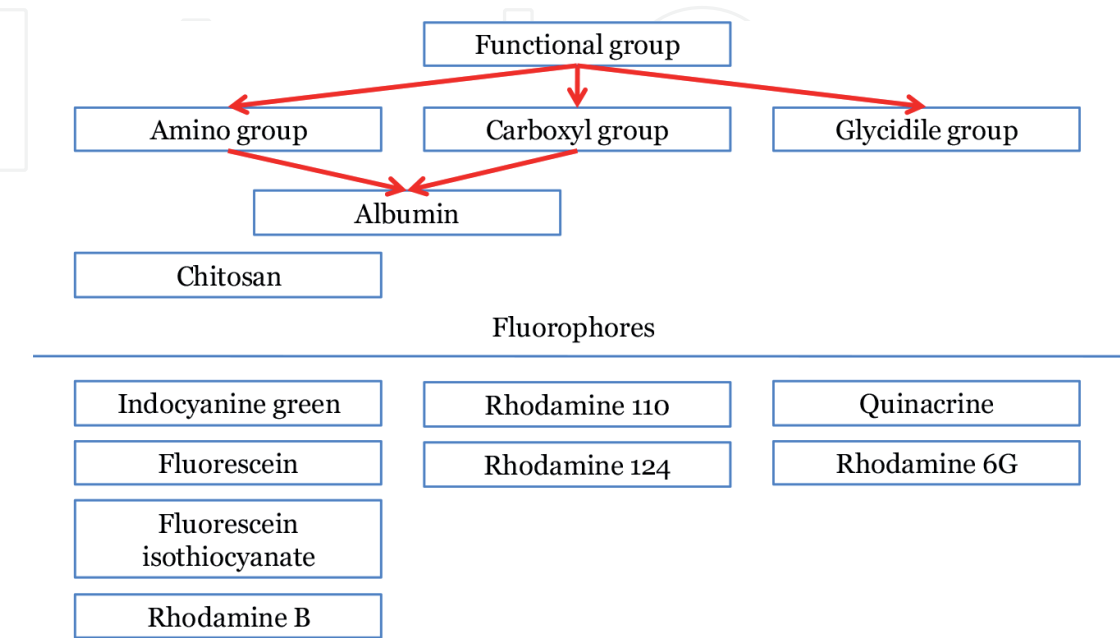 Functional group
Amino group
Carboxyl group
Glycidile group
Albumin
Chitosan
Fluorophores
Indocyanine green
Rhodamine 110
Quinacrine
Fluorescein
Rhodamine 124
Rhodamine 6G
Fluorescein
isothiocyanate
Rhodamine B